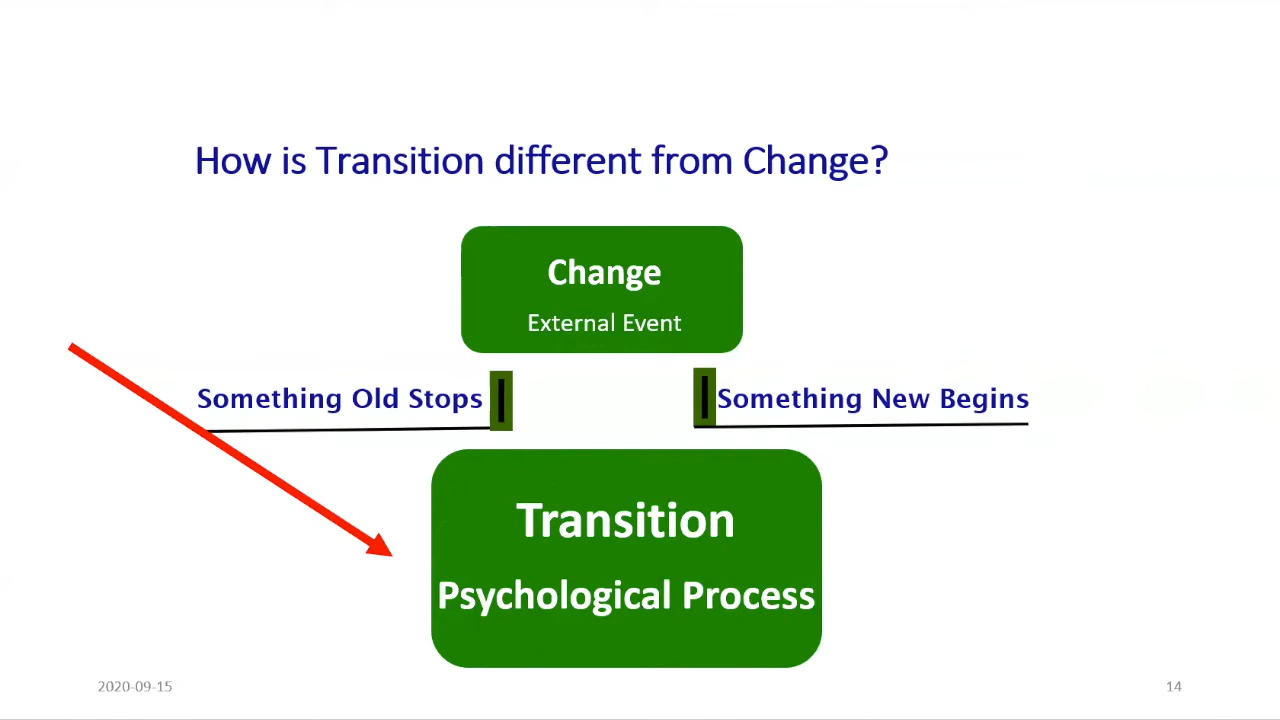 How is Transition different from Change?
Change
External Event
Something Old Stops
Something New Begins
Transition
Psychological Process
2020-09-15
14